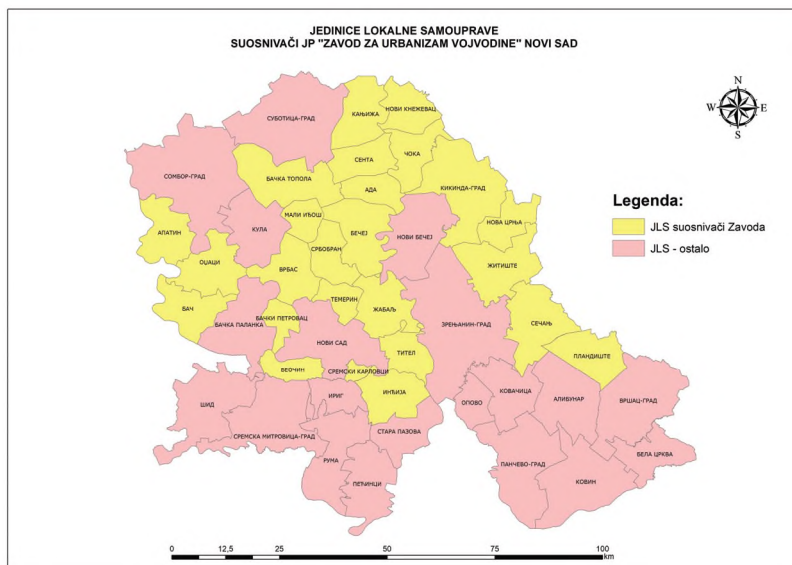 JEDINICE LOKALNE SAMOUPRAVE
SUOSNIVAČI JP "ZAVOD ZA URBANIZAM VOJVODINE" NOVI SAD
N
W
E
S
СУБОТИЦА-ГРАД
КАЊИЖА
НОВИ КНЕЖЕВАЦ
СОМБОР-ГРАД
СЕНТА
ЧОКА
БАЧКА ТОПОЛА
АДА
КИКИНДА-ГРАД
АПАТИН
КУЛА
МАЛИ ИЂОШ
БЕЧЕЈ
НОВИ БЕЧЕЈ
НОВА ЦРЊА
ОЏАЦИ
СРБОБРАН
ВРБАС
ЖИТИШТЕ
БАЧ
БАЧКА ПАЛАНКА
БАЧКИ ПЕТРОВАЦ
ТЕМЕРИН
ЖАБАЉ
ЗРЕЊАНИН-ГРАД
СЕЧАЊ
НОВИ САД
ТИТЕЛ
ПЛАНДИШТЕ
БЕОЧИН
СРЕМСКИ КАРЛОВЦИ
ИНЂИЈА
ШИД
ИРИГ
ОПОВО
КОВАЧИЦА
АЛИБУНАР
ВРШАЦ-ГРАД
СРЕМСКА МИТРОВИЦА-ГРАД
СТАРА ПАЗОВА
РУМА
ПЕЋИНЦИ
ПАНЧЕВО-ГРАД
КОВИН
БЕЛА ЦРКВА
Legenda:
JLS suosnivači Zavoda
JLS - ostalo
0 12,5 25 50 75 100
km